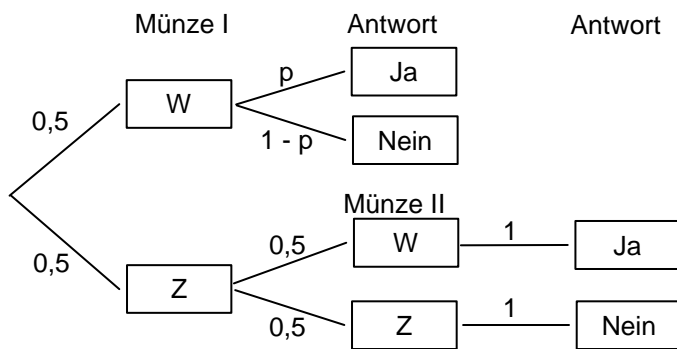 Münze I Antwort Antwort
p Ja
W
0,5 1 - p Nein
Münze II
0,5 W 1 Ja
0,5 Z
0,5 Z 1 Nein